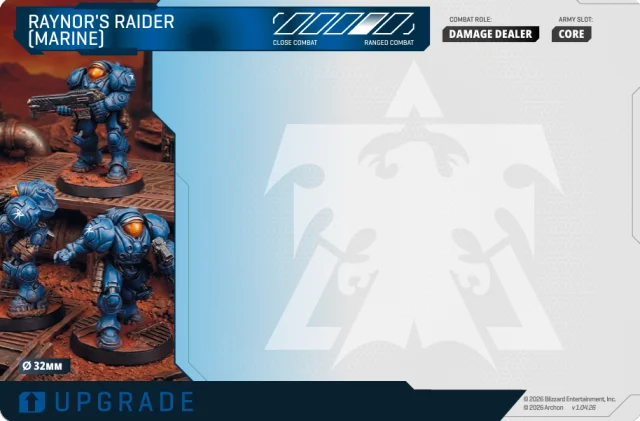 RAYNOR'S RAIDER
[MARINE]
CLOSE COMBAT
RANGED COMBAT
COMBAT ROLE:
DAMAGE DEALER
ARMY SLOT:
CORE
Ø 32MM
UPGRADE
© 2026 Blizzard Entertainment, Inc.
© 2026 Archon v 1.04.26